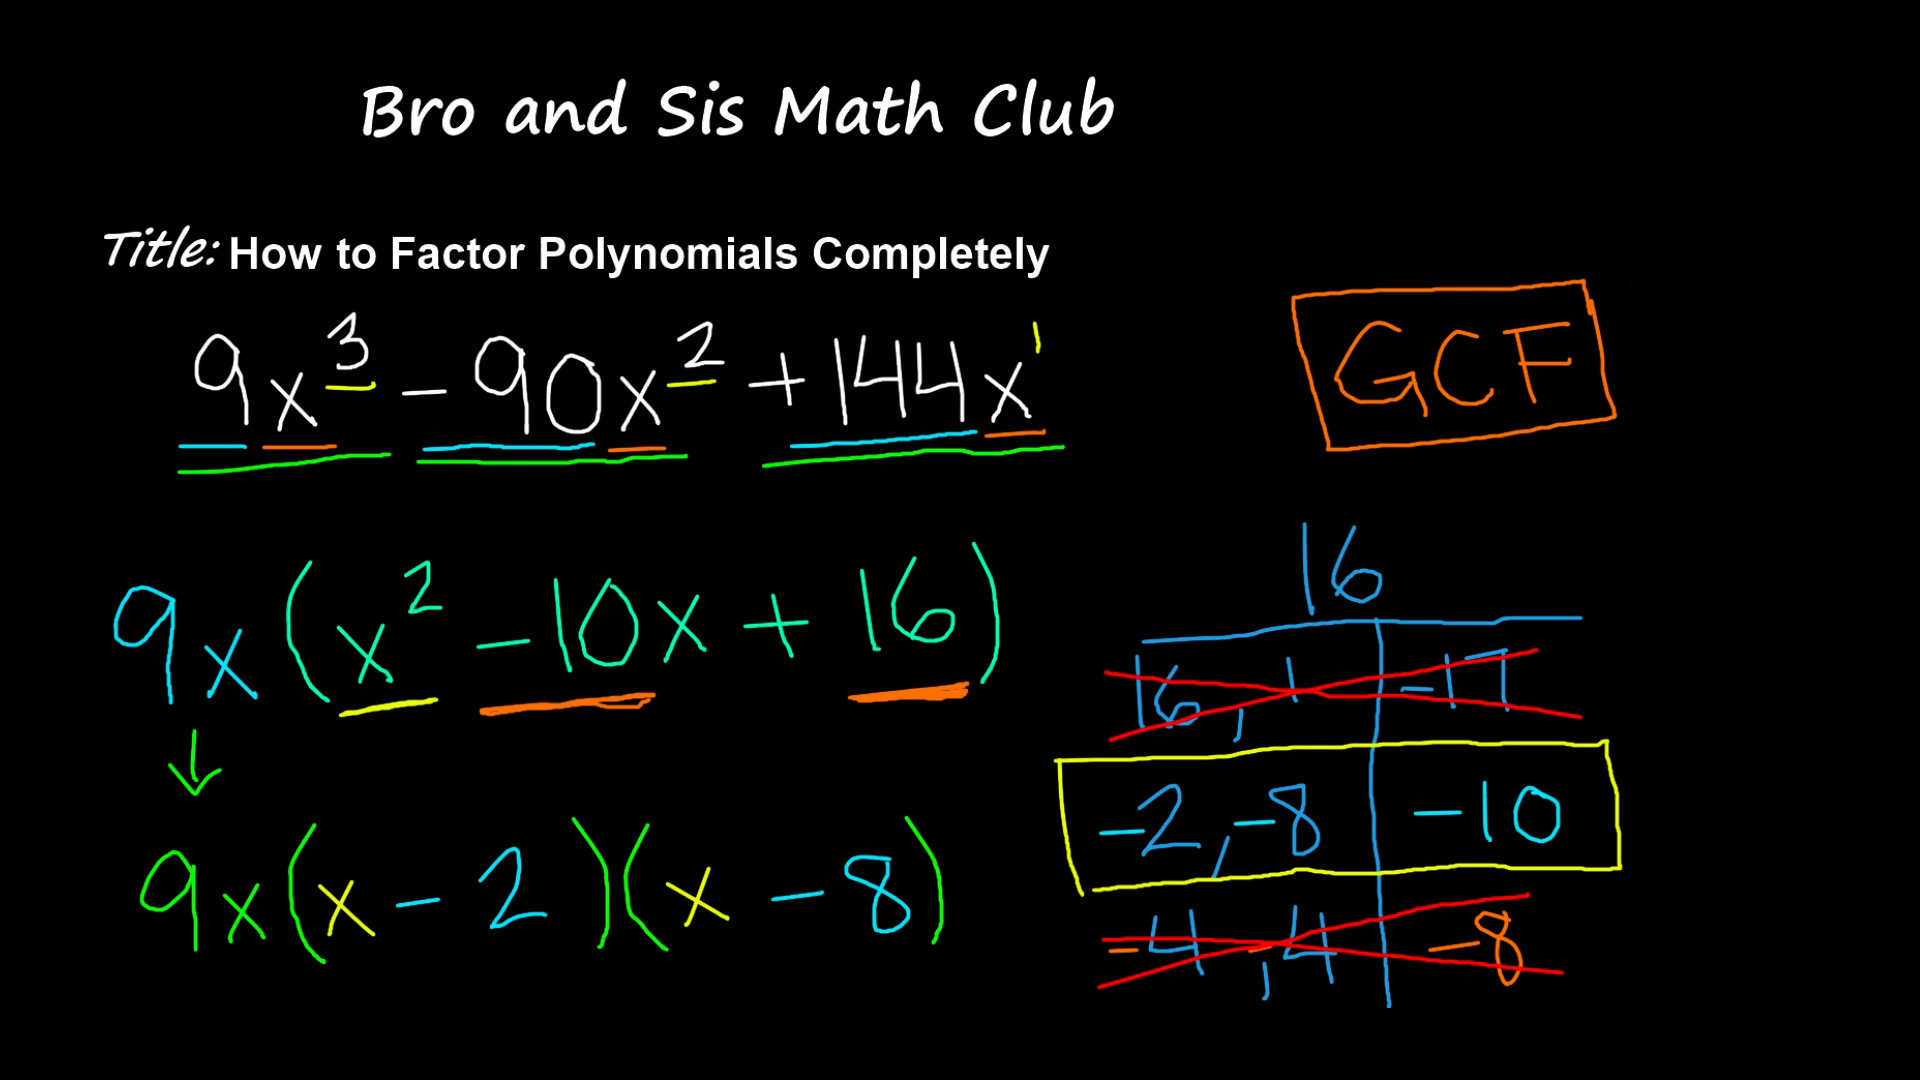 Bro and Sis Math Club
Title: How to Factor Polynomials Completely
9x³ - 90x² + 144x¹
GCF
9x(x² - 10x + 16)
9x(x - 2)(x - 8)
16
16, 1 -17
-2, -8 -10
-4, -4 -8